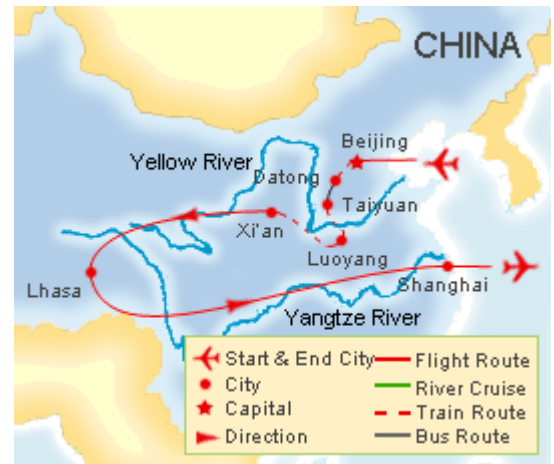 CHINA
Beijing
Yellow River
Datong
Taiyuan
Xi'an
Luoyang
Lhasa
Shanghai
Yangtze River
Start & End City
Flight Route
City
River Cruise
Capital
Train Route
Direction
Bus Route